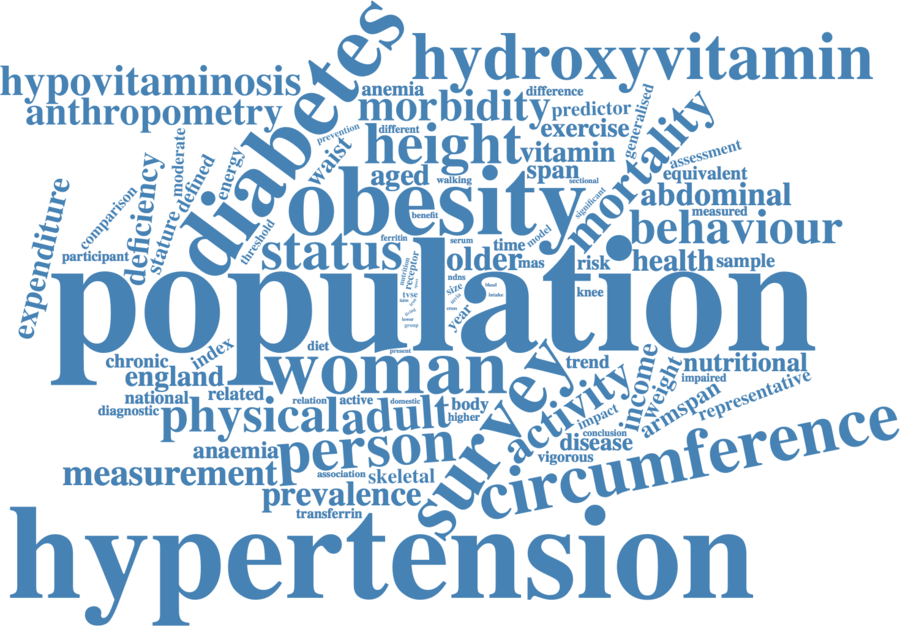 diabetes
hydroxyvitamin
hypovitaminosis
anthropometry
anemia
difference
morbidity
predictor
generalised
mortality
prevention
different
exercise
height
vitamin
waist
moderate
defined
energy
deficiency
comparison
stature
expenditure
participant
threshold
aged
walking
span
sectional
assessment
equivalent
obesity
benefit
significant
abdominal
measured
behaviour
status
ferritin
serum
time
model
older
mas
risk
health
sample
population
nutrition
receptor
ndns
size
year
blood
intake
knee
tyse
living
lower
group
cross
present
chronic
index
diet
woman
england
national
related
diagnostic
relation
active
domestic
body
higher
survey
trend
activity
income
weight
nutritional
impaired
armspan
representative
physical
adult
impact
conclusion
disease
vigorous
anaemia
person
measurement
association
skeletal
prevalence
circumference
transferrin
hypertension